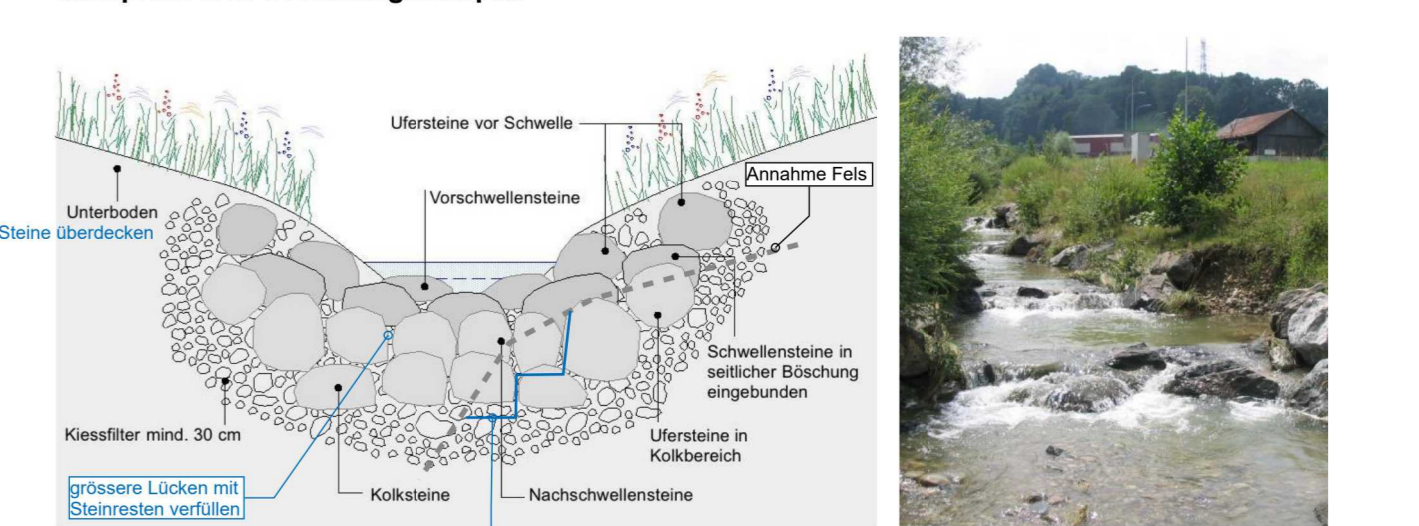 Ufersteine vor Schwelle
Annahme Fels
Vorschwellensteine
Unterboden
Steine überdecken
Schwellensteine in
seitlicher Böschung
eingebunden
Kiessfilter mind. 30 cm
Ufersteine in
Kolkbereich
grössere Lücken mit
Steinresten verfüllen
Kolksteine
Nachschwellensteine